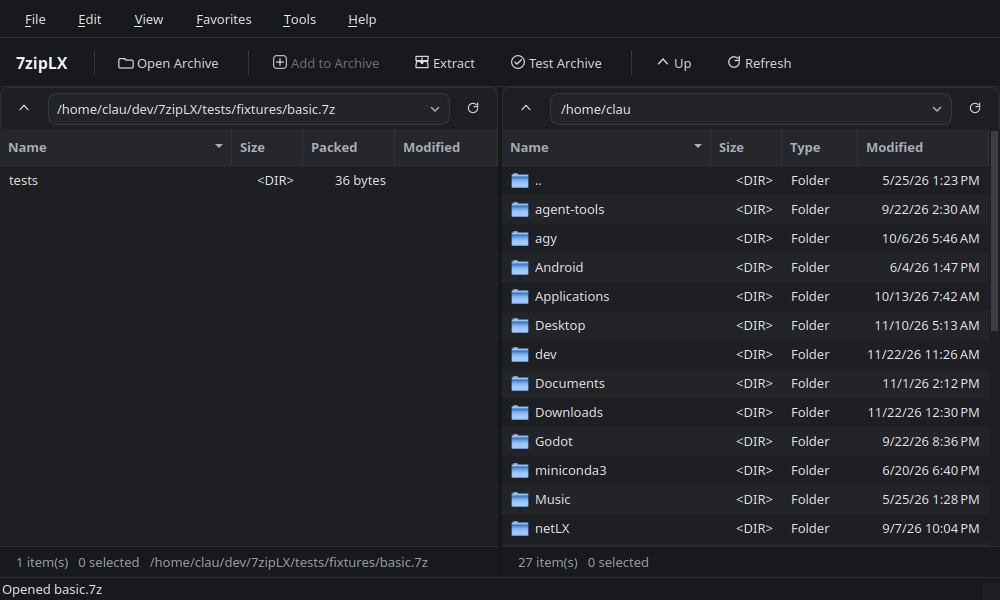 File Edit View Favorites Tools Help
7zipLX Open Archive Add to Archive Extract Test Archive Up Refresh
/home/clau/dev/7zipLX/tests/fixtures/basic.7z
Name Size Packed Modified
tests <DIR> 36 bytes
1 item(s) 0 selected /home/clau/dev/7zipLX/tests/fixtures/basic.7z
/home/clau
Name Size Type Modified
.. <DIR> Folder 5/25/26 1:23 PM
agent-tools <DIR> Folder 9/22/26 2:30 AM
agy <DIR> Folder 10/6/26 5:46 AM
Android <DIR> Folder 6/4/26 1:47 PM
Applications <DIR> Folder 10/13/26 7:42 AM
Desktop <DIR> Folder 11/10/26 5:13 AM
dev <DIR> Folder 11/22/26 11:26 AM
Documents <DIR> Folder 11/1/26 2:12 PM
Downloads <DIR> Folder 11/22/26 12:30 PM
Godot <DIR> Folder 9/22/26 8:36 PM
miniconda3 <DIR> Folder 6/20/26 6:40 PM
Music <DIR> Folder 5/25/26 1:28 PM
netLX <DIR> Folder 9/7/26 10:04 PM
27 item(s) 0 selected
Opened basic.7z